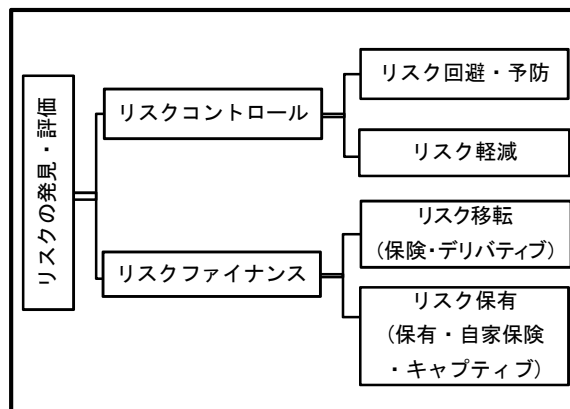 リスクの発見・評価
リスクコントロール
リスク回避・予防
リスク軽減
リスクファイナンス
リスク移転
(保険・デリバティブ)
リスク保有
(保有・自家保険
・キャプティブ)